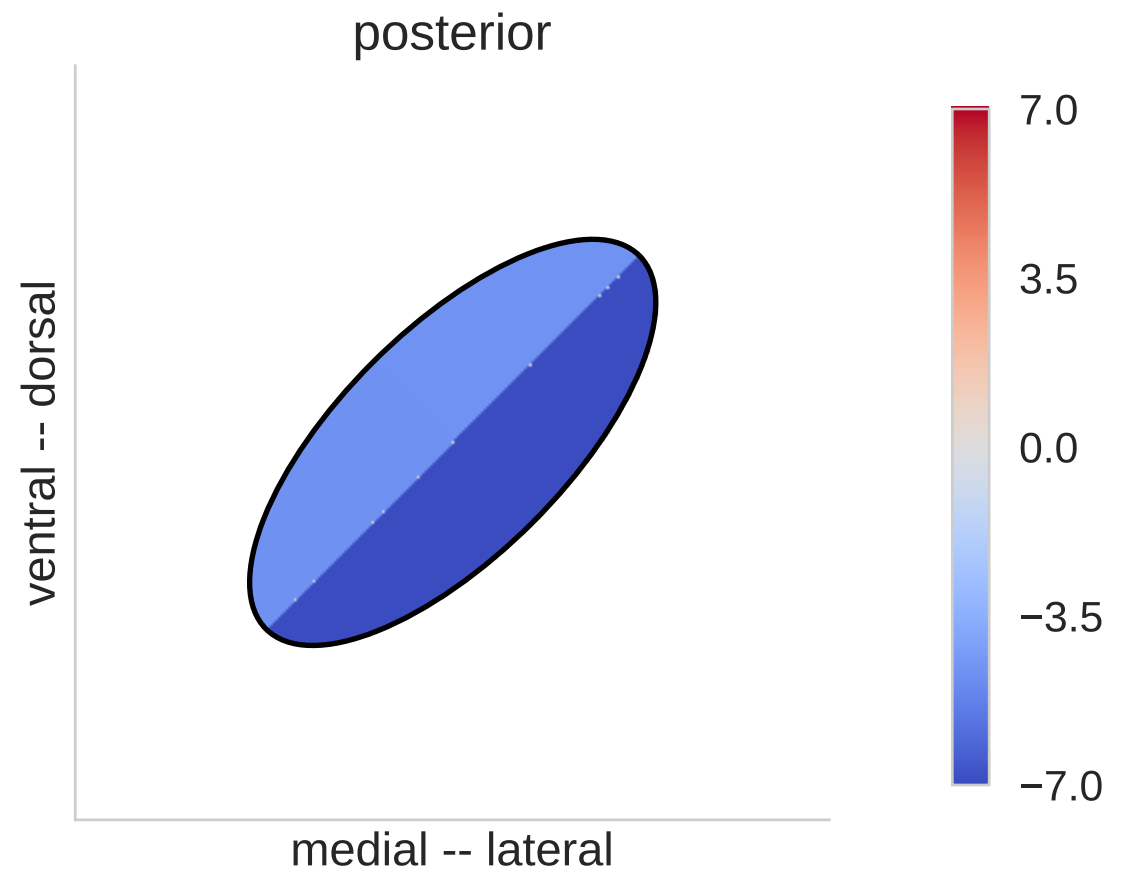 posterior
ventral -- dorsal
medial -- lateral
7.0
3.5
0.0
−3.5
−7.0